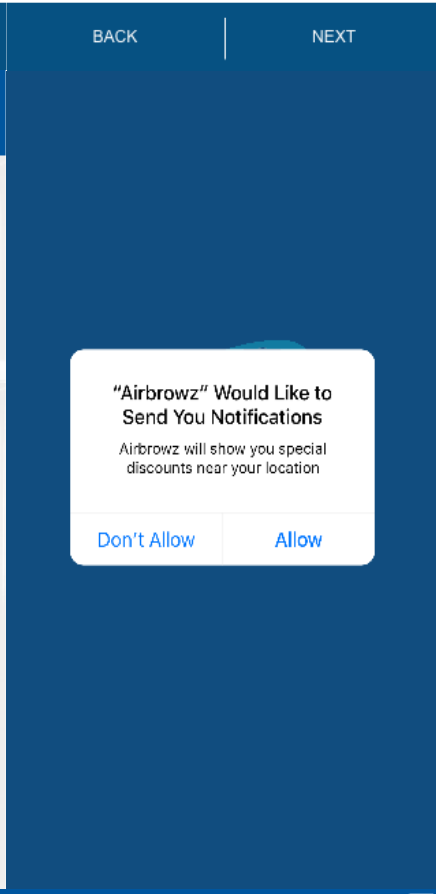 BACK
NEXT
“Airbrowz” Would Like to
Send You Notifications
Airbrowz will show you special
discounts near your location
Don’t Allow
Allow